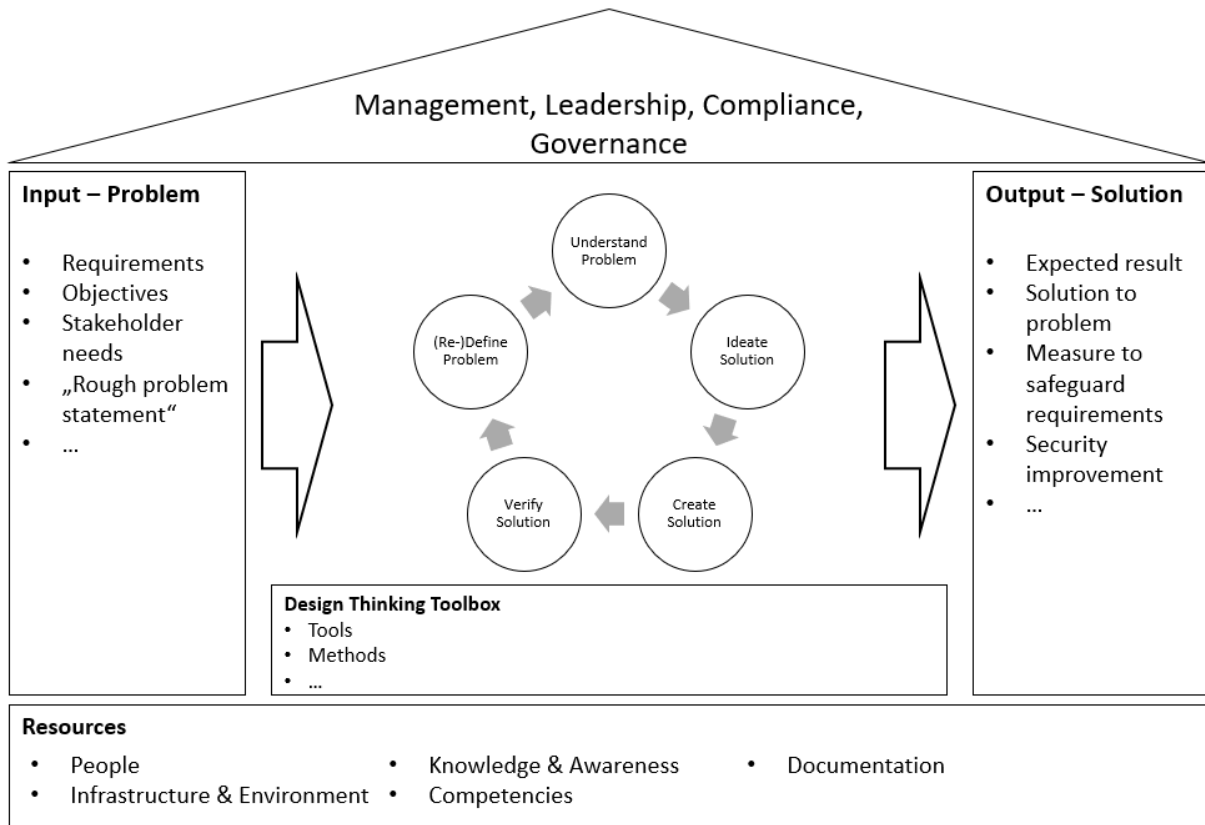 Management, Leadership, Compliance,
Governance
Input – Problem
• Requirements
• Objectives
• Stakeholder
needs
• „Rough problem
statement“
• …
Understand
Problem
Ideate
Solution
Create
Solution
Verify
Solution
(Re-)Define
Problem
Design Thinking Toolbox
• Tools
• Methods
• …
Output – Solution
• Expected result
• Solution to
problem
• Measure to
safeguard
requirements
• Security
improvement
• …
Resources
• People
• Infrastructure & Environment
• Knowledge & Awareness
• Competencies
• Documentation